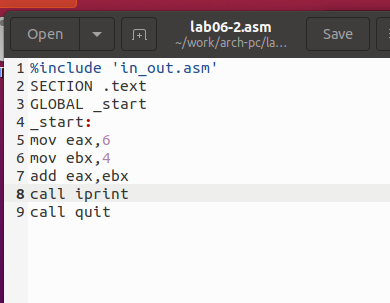 Open
lab06-2.asm
~/work/arch-pc/la...
Save
1 %include 'in_out.asm'
2 SECTION .text
3 GLOBAL _start
4 _start:
5 mov eax,6
6 mov ebx,4
7 add eax,ebx
8 call iprint
9 call quit